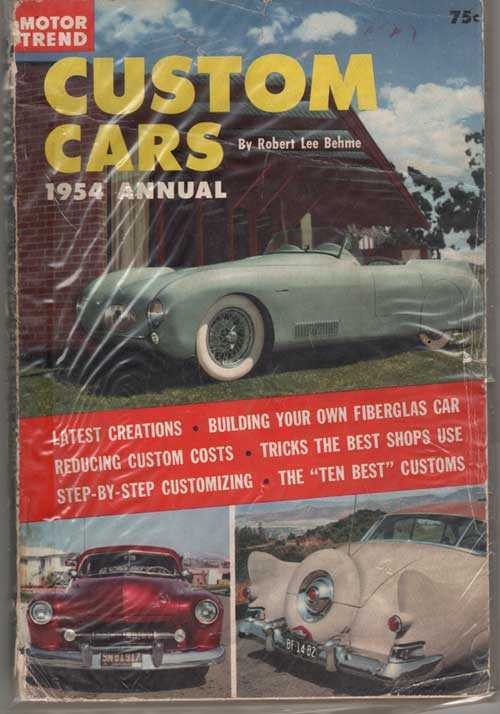 MOTOR
TREND
75c
CUSTOM
CARS
By Robert Lee Behme
1954 ANNUAL
LATEST CREATIONS • BUILDING YOUR OWN FIBERGLAS CAR
REDUCING CUSTOM COSTS • TRICKS THE BEST SHOPS USE
STEP-BY-STEP CUSTOMIZING • THE "TEN BEST" CUSTOMS